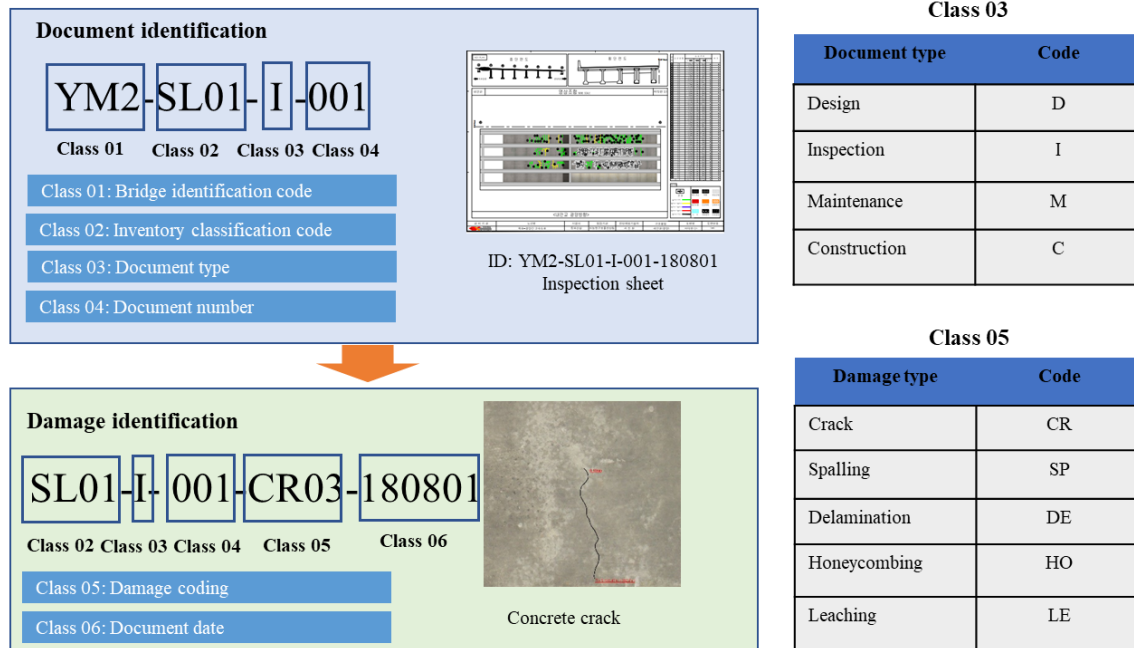 Document identification
YM2-SL01-I-001
Class 01 Class 02 Class 03 Class 04
Class 01: Bridge identification code
Class 02: Inventory classification code
Class 03: Document type
Class 04: Document number
ID: YM2-SL01-I-001-180801
Inspection sheet
Damage identification
SL01-I-001-CR03-180801
Class 02 Class 03 Class 04 Class 05 Class 06
Class 05: Damage coding
Class 06: Document date
Concrete crack
Class 03
Document type Code
Design D
Inspection I
Maintenance M
Construction C
Class 05
Damage type Code
Crack CR
Spalling SP
Delamination DE
Honeycombing HO
Leaching LE